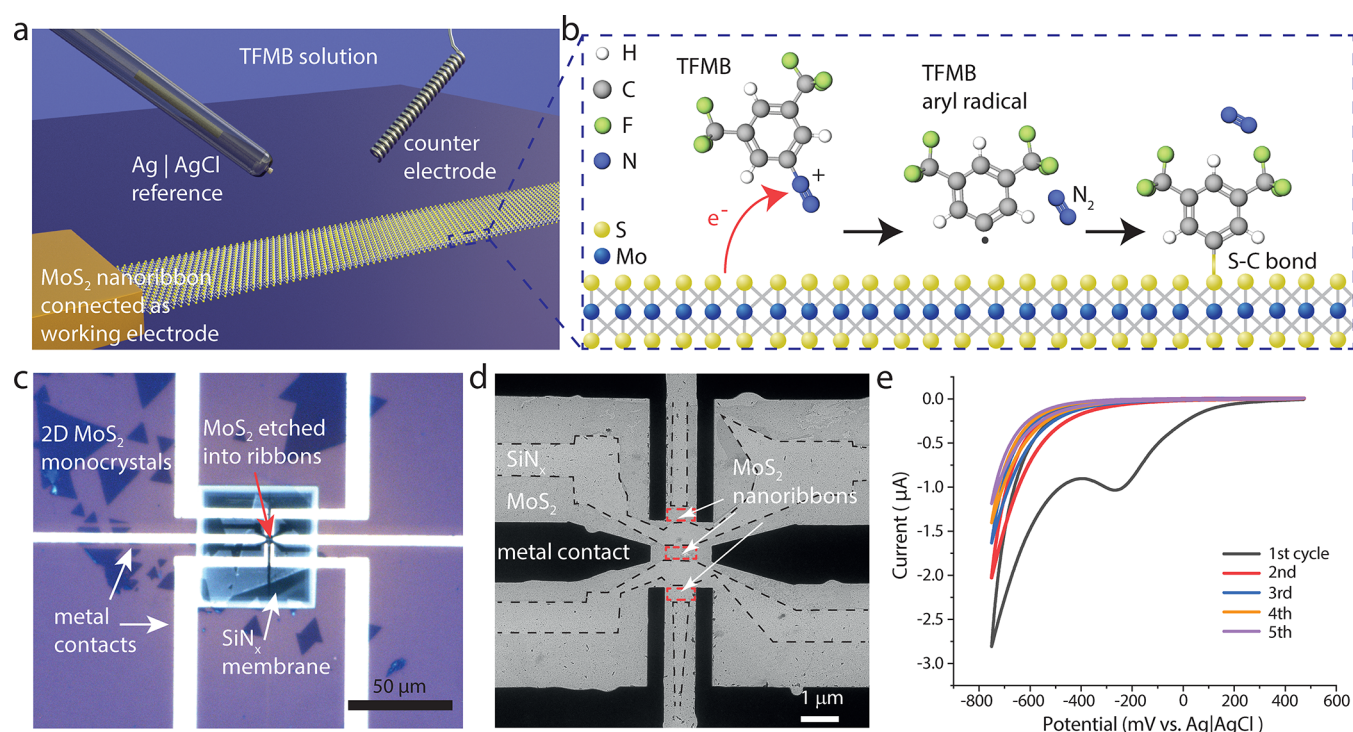 a
TFMB solution
Ag | AgCl
reference
counter
electrode
MoS2 nanoribbon
connected as
working electrode
b
H
C
F
N
S
Mo
TFMB
+
e-
TFMB
aryl radical
N2
S-C bond
c
2D MoS2
monocrystals
MoS2 etched
into ribbons
metal
contacts
SiNx
membrane
50 µm
d
SiNx
MoS2
metal contact
MoS2
nanoribbons
1 µm
e
0.0
-0.5
-1.0
-1.5
-2.0
-2.5
-3.0
Current ( µA)
1st cycle
2nd
3rd
4th
5th
-800 -600 -400 -200 0 200 400
Potential (mV vs. Ag|AgCl )